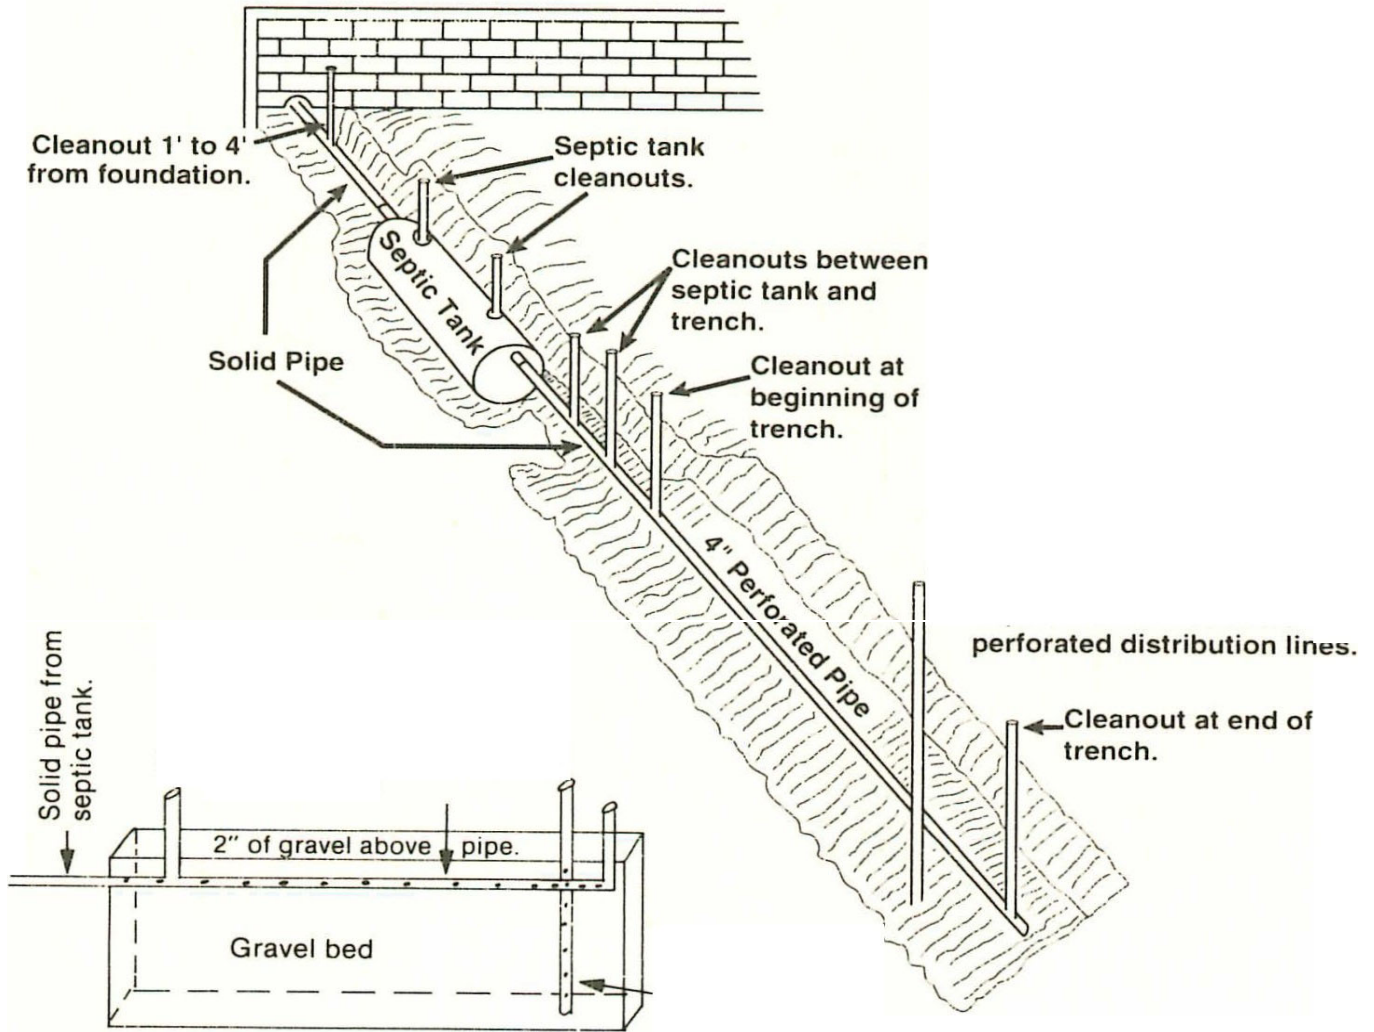 Cleanout 1' to 4'
from foundation.
Septic tank
cleanouts.
Septic Tank
Cleanouts between
septic tank and
trench.
Solid Pipe
Cleanout at
beginning of
trench.
4" Perforated Pipe
perforated distribution lines.
Cleanout at end of
trench.
Solid pipe from
septic tank.
2" of gravel above pipe.
Gravel bed